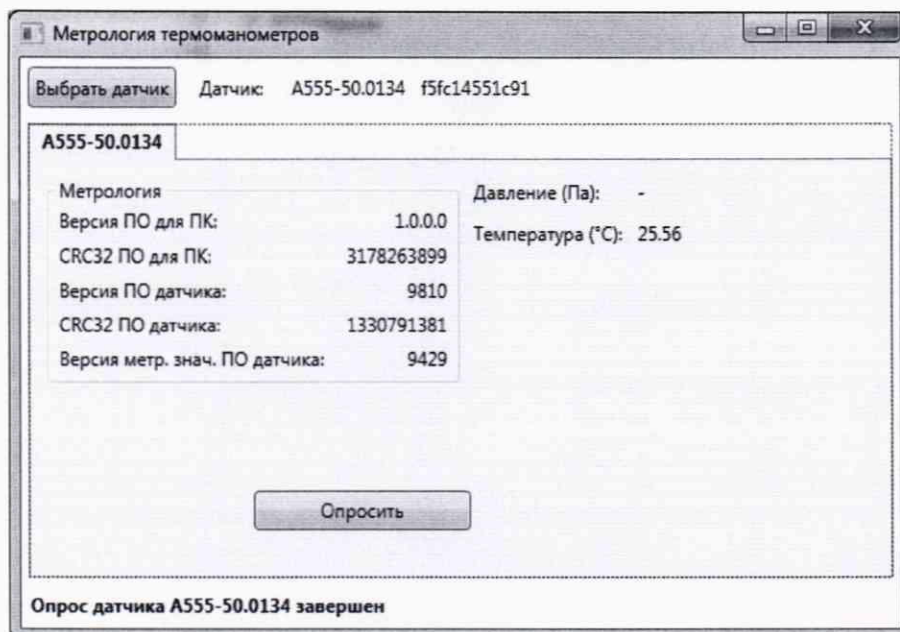 Метрология термоманометров
Выбрать датчик Датчик: A555-50.0134 f5fc14551c91
A555-50.0134
Метрология
Версия ПО для ПК: 1.0.0.0
CRC32 ПО для ПК: 3178263899
Версия ПО датчика: 9810
CRC32 ПО датчика: 1330791381
Версия метр. знач. ПО датчика: 9429
Давление (Па): -
Температура (°C): 25.56
Опросить
Опрос датчика A555-50.0134 завершен